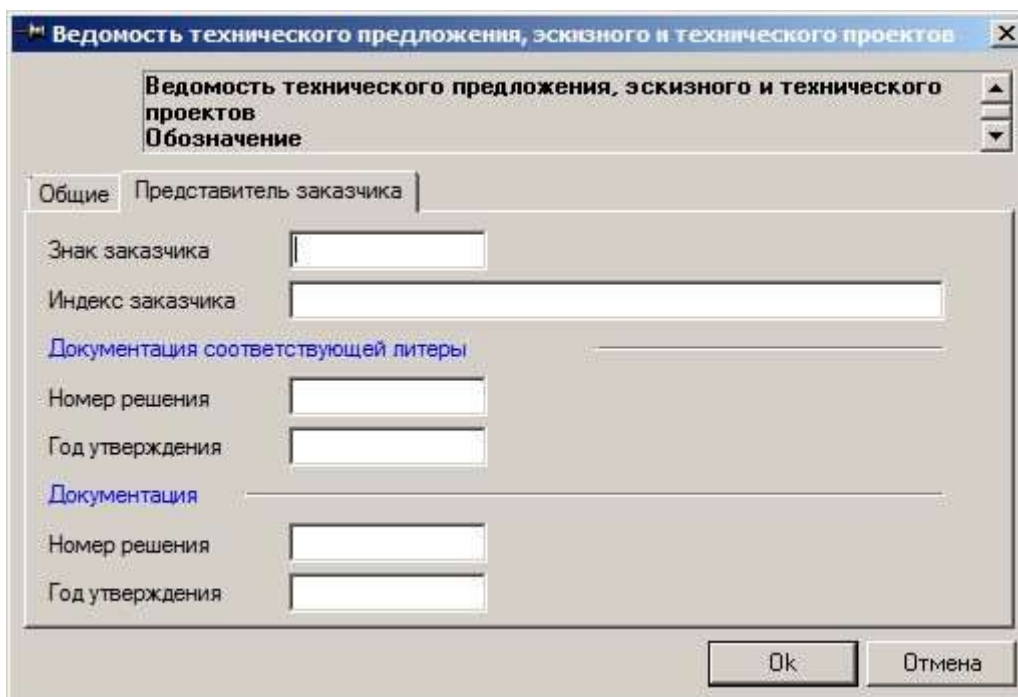 Ведомость технического предложения, эскизного и технического проектов
Ведомость технического предложения, эскизного и технического
проектов
Обозначение
Общие
Представитель заказчика
Знак заказчика
Индекс заказчика
Документация соответствующей литеры
Номер решения
Год утверждения
Документация
Номер решения
Год утверждения
Ok
Отмена